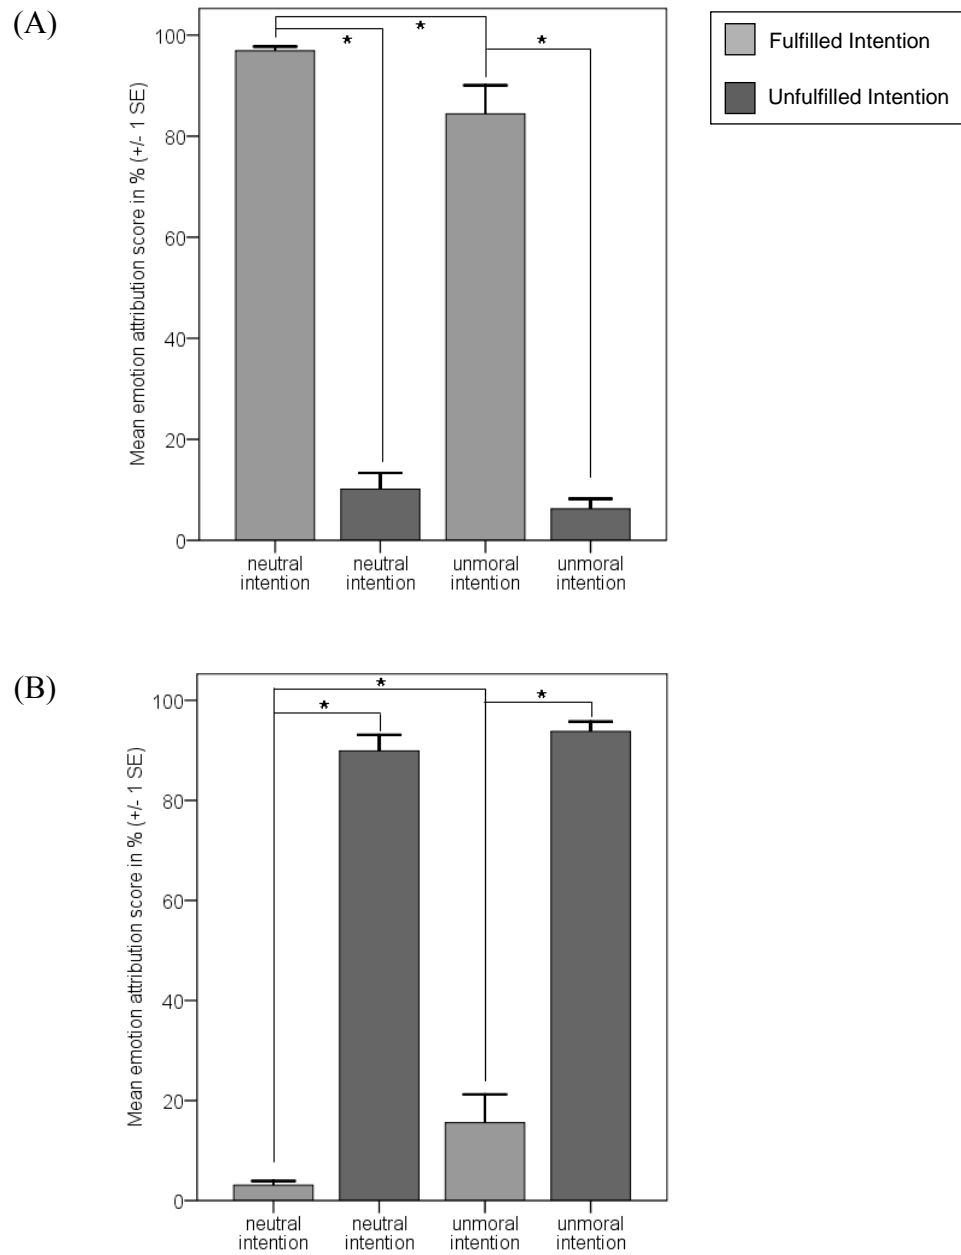 (A)
Mean emotion attribution score in % (+/- 1 SE)
100
80
60
40
20
0
*
*
*
neutral
intention
neutral
intention
unmoral
intention
unmoral
intention
Fulfilled Intention
Unfulfilled Intention
(B)
Mean emotion attribution score in % (+/- 1 SE)
100
80
60
40
20
0
*
*
*
neutral
intention
neutral
intention
unmoral
intention
unmoral
intention